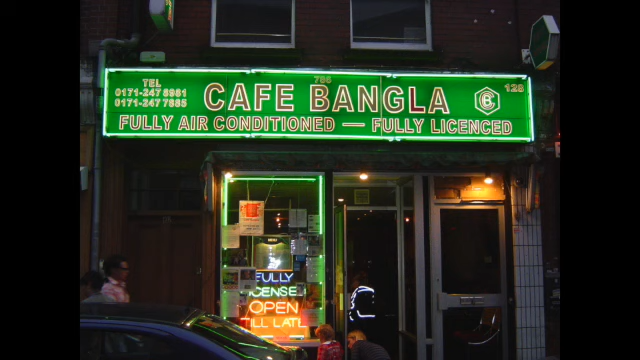 786
TEL
0171-247 8981
0171-247 7885
CAFE BANGLA
128
FULLY AIR CONDITIONED — FULLY LICENCED
MENU
FULLY
LICENSED
OPEN
TILL LATE